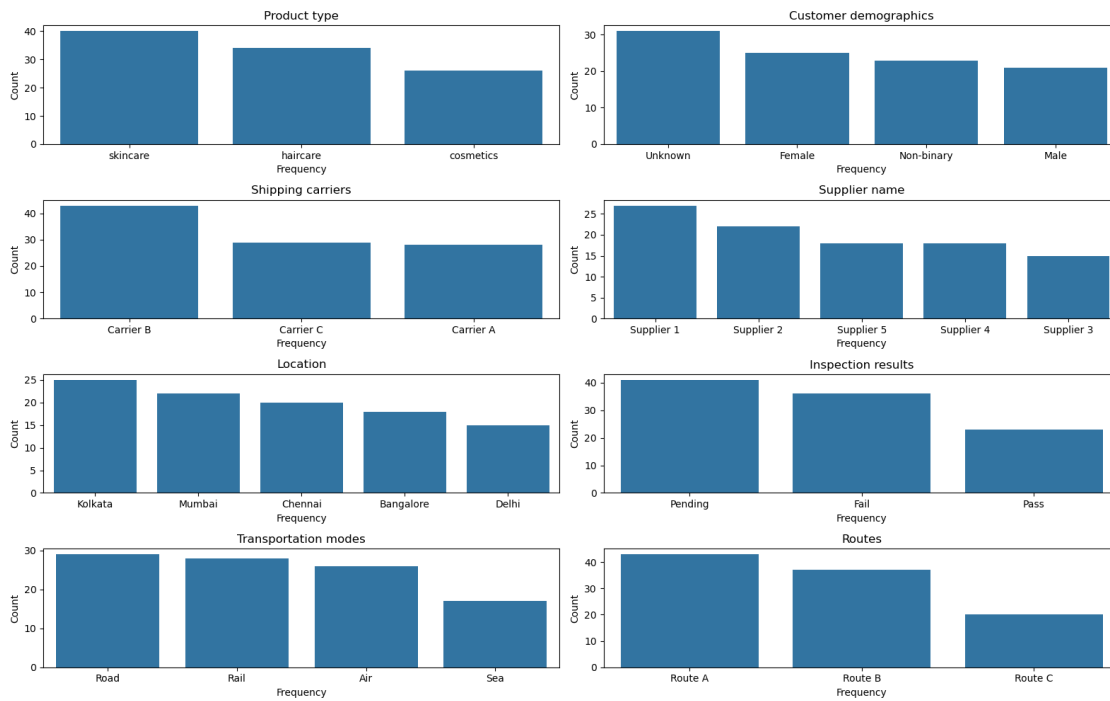 Product type
Count
40
30
20
10
0
skincare haircare cosmetics
Frequency
Customer demographics
Count
30
20
10
0
Unknown Female Non-binary Male
Frequency
Shipping carriers
Count
40
30
20
10
0
Carrier B Carrier C Carrier A
Frequency
Supplier name
Count
25
20
15
10
5
0
Supplier 1 Supplier 2 Supplier 5 Supplier 4 Supplier 3
Frequency
Location
Count
25
20
15
10
5
0
Kolkata Mumbai Chennai Bangalore Delhi
Frequency
Inspection results
Count
40
30
20
10
0
Pending Fail Pass
Frequency
Transportation modes
Count
30
20
10
0
Road Rail Air Sea
Frequency
Routes
Count
40
30
20
10
0
Route A Route B Route C
Frequency